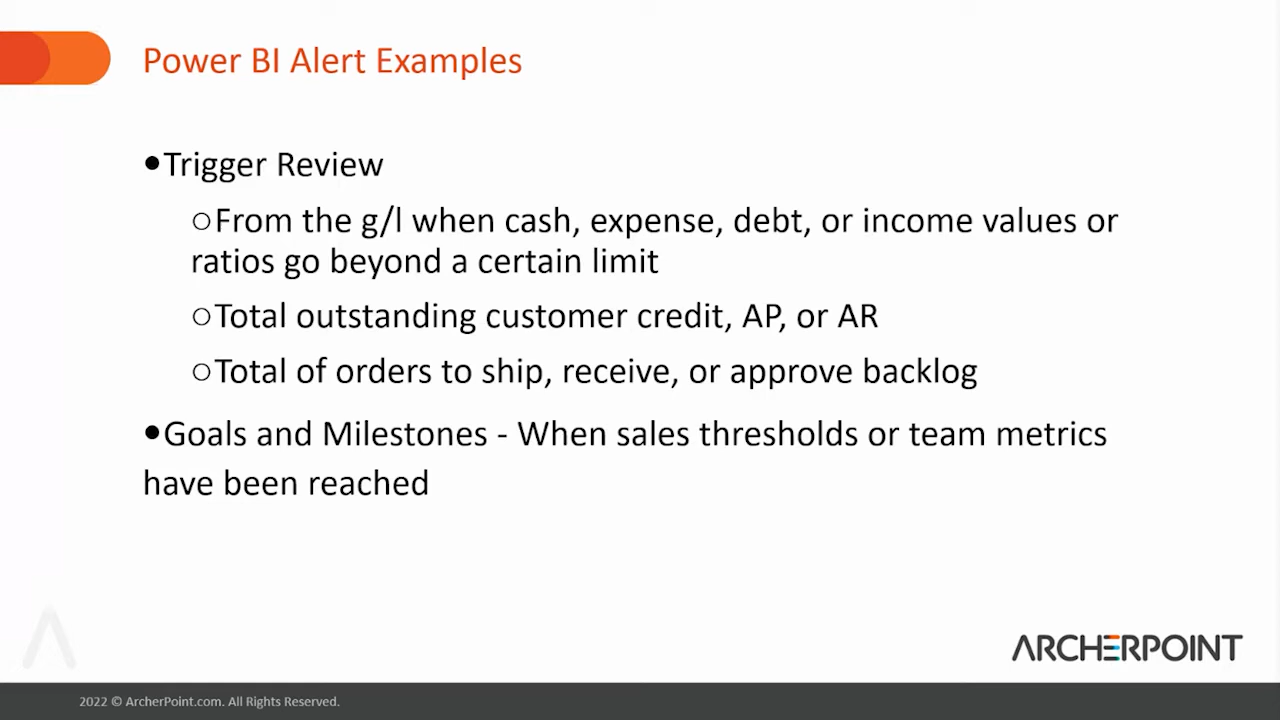 Power BI Alert Examples
•Trigger Review
○From the g/l when cash, expense, debt, or income values or
ratios go beyond a certain limit
○Total outstanding customer credit, AP, or AR
○Total of orders to ship, receive, or approve backlog
•Goals and Milestones - When sales thresholds or team metrics
have been reached
ARCHERPOINT
2022 © ArcherPoint.com. All Rights Reserved.